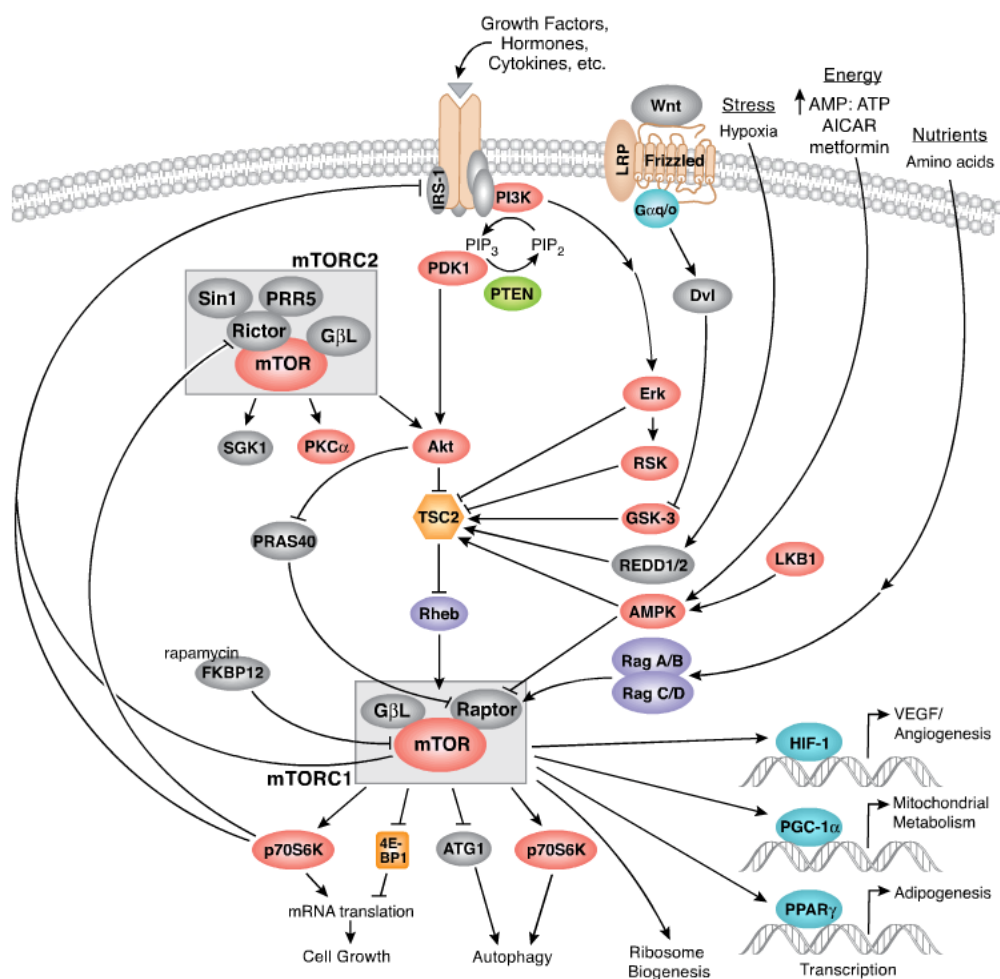 Growth Factors,
Hormones,
Cytokines, etc.
Wnt
Stress
Hypoxia
Energy
AMP: ATP
AICAR
metformin
Nutrients
Amino acids
LRP
Frizzled
IRS-1
PI3K
Gαq/o
PIP3
PIP2
PDK1
PTEN
Dvl
mTORC2
Sin1
PRR5
Rictor
GβL
mTOR
Erk
SGK1
PKCα
Akt
RSK
TSC2
GSK-3
PRAS40
REDD1/2
LKB1
Rheb
AMPK
rapamycin
FKBP12
Rag A/B
Rag C/D
GβL
Raptor
mTOR
mTORC1
HIF-1
VEGF/
Angiogenesis
p70S6K
4E-
BP1
ATG1
p70S6K
PGC-1α
Mitochondrial
Metabolism
mRNA translation
PPARγ
Adipogenesis
Cell Growth
Autophagy
Ribosome
Biogenesis
Transcription